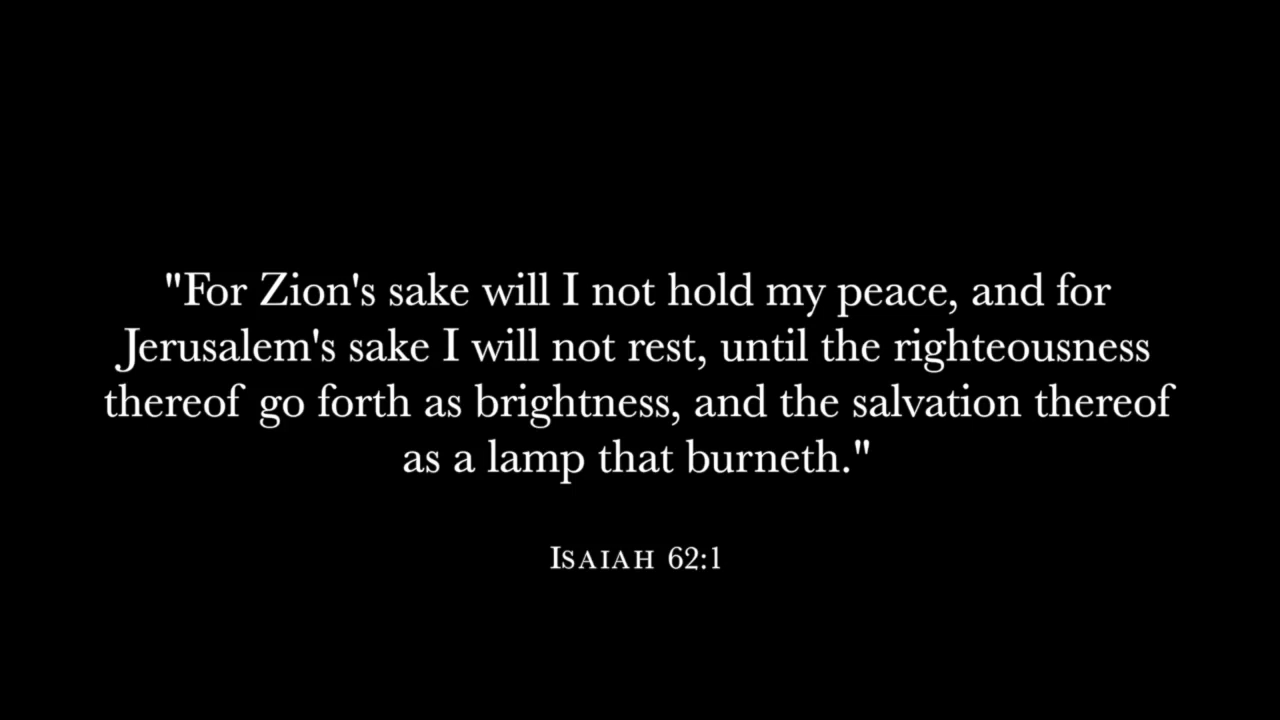 "For Zion's sake will I not hold my peace, and for
Jerusalem's sake I will not rest, until the righteousness
thereof go forth as brightness, and the salvation thereof
as a lamp that burneth."
ISAIAH 62:1